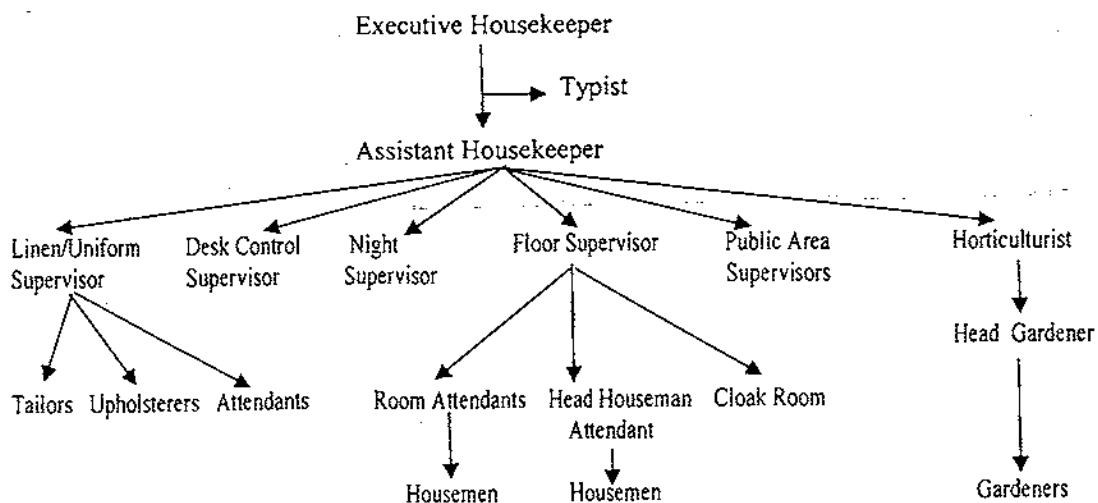 Executive Housekeeper
Typist
Assistant Housekeeper
Linen/Uniform Supervisor
Desk Control Supervisor
Night Supervisor
Floor Supervisor
Public Area Supervisors
Horticulturist
Head Gardener
Tailors
Upholsterers
Attendants
Room Attendants
Head Houseman Attendant
Cloak Room
Housemen
Housemen
Gardeners